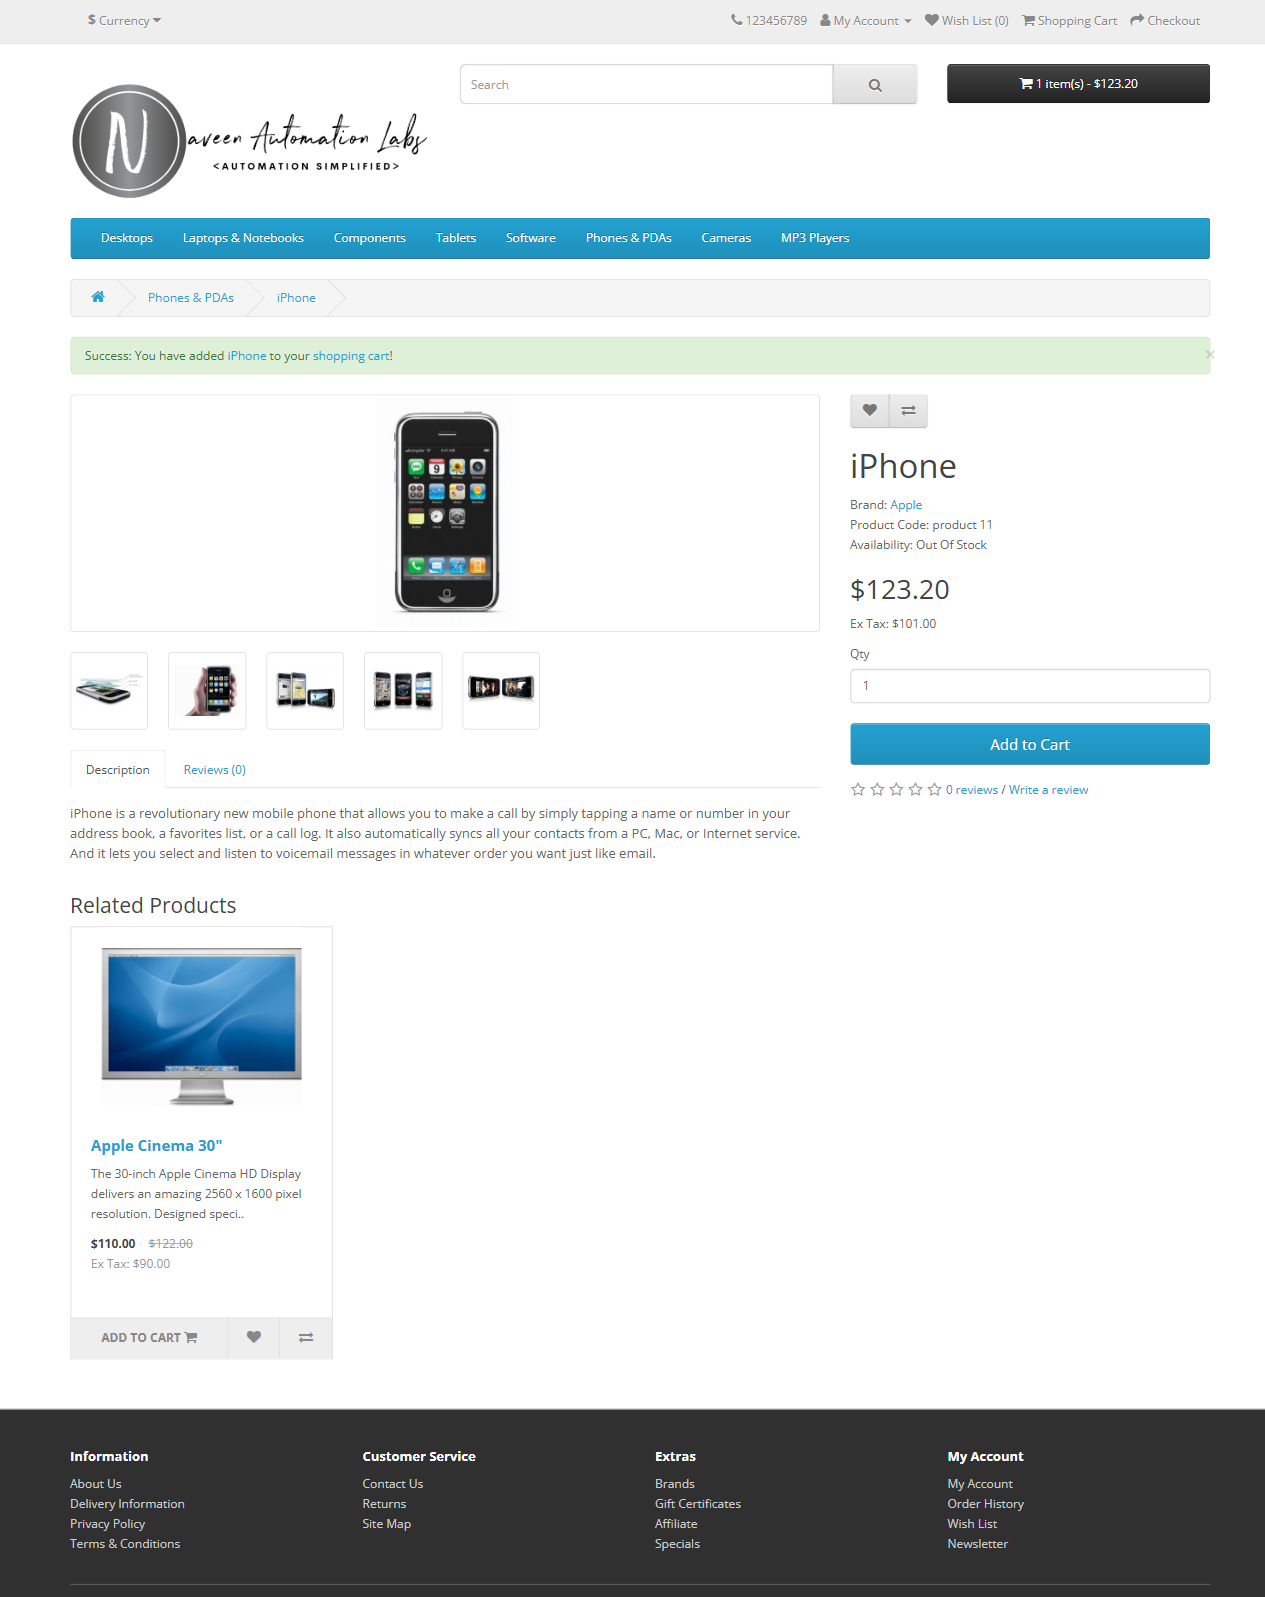 $ Currency
123456789 My Account Wish List (0) Shopping Cart Checkout
Search
1 item(s) - $123.20
N aveen Automation Labs
<AUTOMATION SIMPLIFIED>
Desktops Laptops & Notebooks Components Tablets Software Phones & PDAs Cameras MP3 Players
Phones & PDAs iPhone
Success: You have added iPhone to your shopping cart!
×
iPhone
Brand: Apple
Product Code: product 11
Availability: Out Of Stock
$123.20
Ex Tax: $101.00
Qty
1
Add to Cart
0 reviews / Write a review
Description Reviews (0)
iPhone is a revolutionary new mobile phone that allows you to make a call by simply tapping a name or number in your
address book, a favorites list, or a call log. It also automatically syncs all your contacts from a PC, Mac, or Internet service.
And it lets you select and listen to voicemail messages in whatever order you want just like email.
Related Products
Apple Cinema 30"
The 30-inch Apple Cinema HD Display
delivers an amazing 2560 x 1600 pixel
resolution. Designed speci..
$110.00 $122.00
Ex Tax: $90.00
ADD TO CART
Information
About Us
Delivery Information
Privacy Policy
Terms & Conditions
Customer Service
Contact Us
Returns
Site Map
Extras
Brands
Gift Certificates
Affiliate
Specials
My Account
My Account
Order History
Wish List
Newsletter